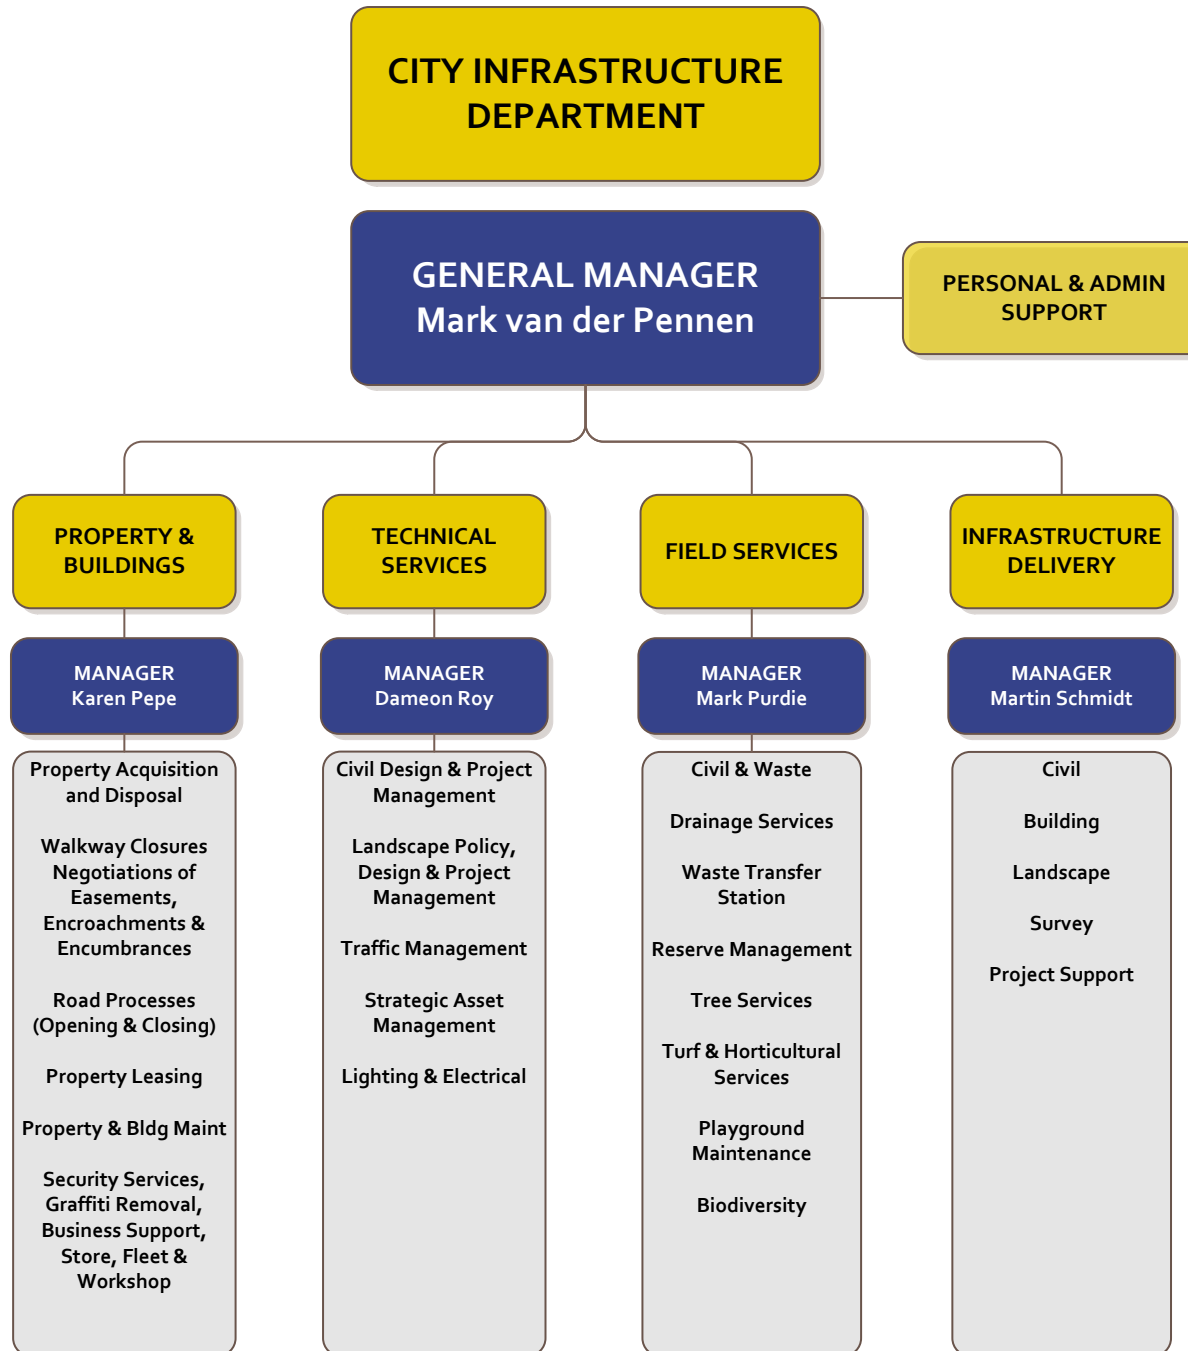 CITY INFRASTRUCTURE
DEPARTMENT
GENERAL MANAGER
Mark van der Pennen
PERSONAL & ADMIN
SUPPORT
PROPERTY &
BUILDINGS
MANAGER
Karen Pepe
Property Acquisition
and Disposal
Walkway Closures
Negotiations of
Easements,
Encroachments &
Encumbrances
Road Processes
(Opening & Closing)
Property Leasing
Property & Bldg Maint
Security Services,
Graffiti Removal,
Business Support,
Store, Fleet &
Workshop
TECHNICAL
SERVICES
MANAGER
Dameon Roy
Civil Design & Project
Management
Landscape Policy,
Design & Project
Management
Traffic Management
Strategic Asset
Management
Lighting & Electrical
FIELD SERVICES
MANAGER
Mark Purdie
Civil & Waste
Drainage Services
Waste Transfer
Station
Reserve Management
Tree Services
Turf & Horticultural
Services
Playground
Maintenance
Biodiversity
INFRASTRUCTURE
DELIVERY
MANAGER
Martin Schmidt
Civil
Building
Landscape
Survey
Project Support